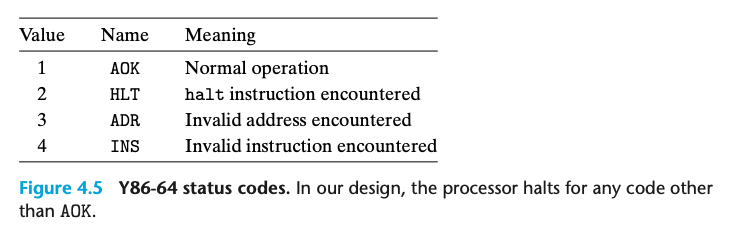 Value Name Meaning
1 AOK Normal operation
2 HLT halt instruction encountered
3 ADR Invalid address encountered
4 INS Invalid instruction encountered
Figure 4.5 Y86-64 status codes. In our design, the processor halts for any code other
than AOK.